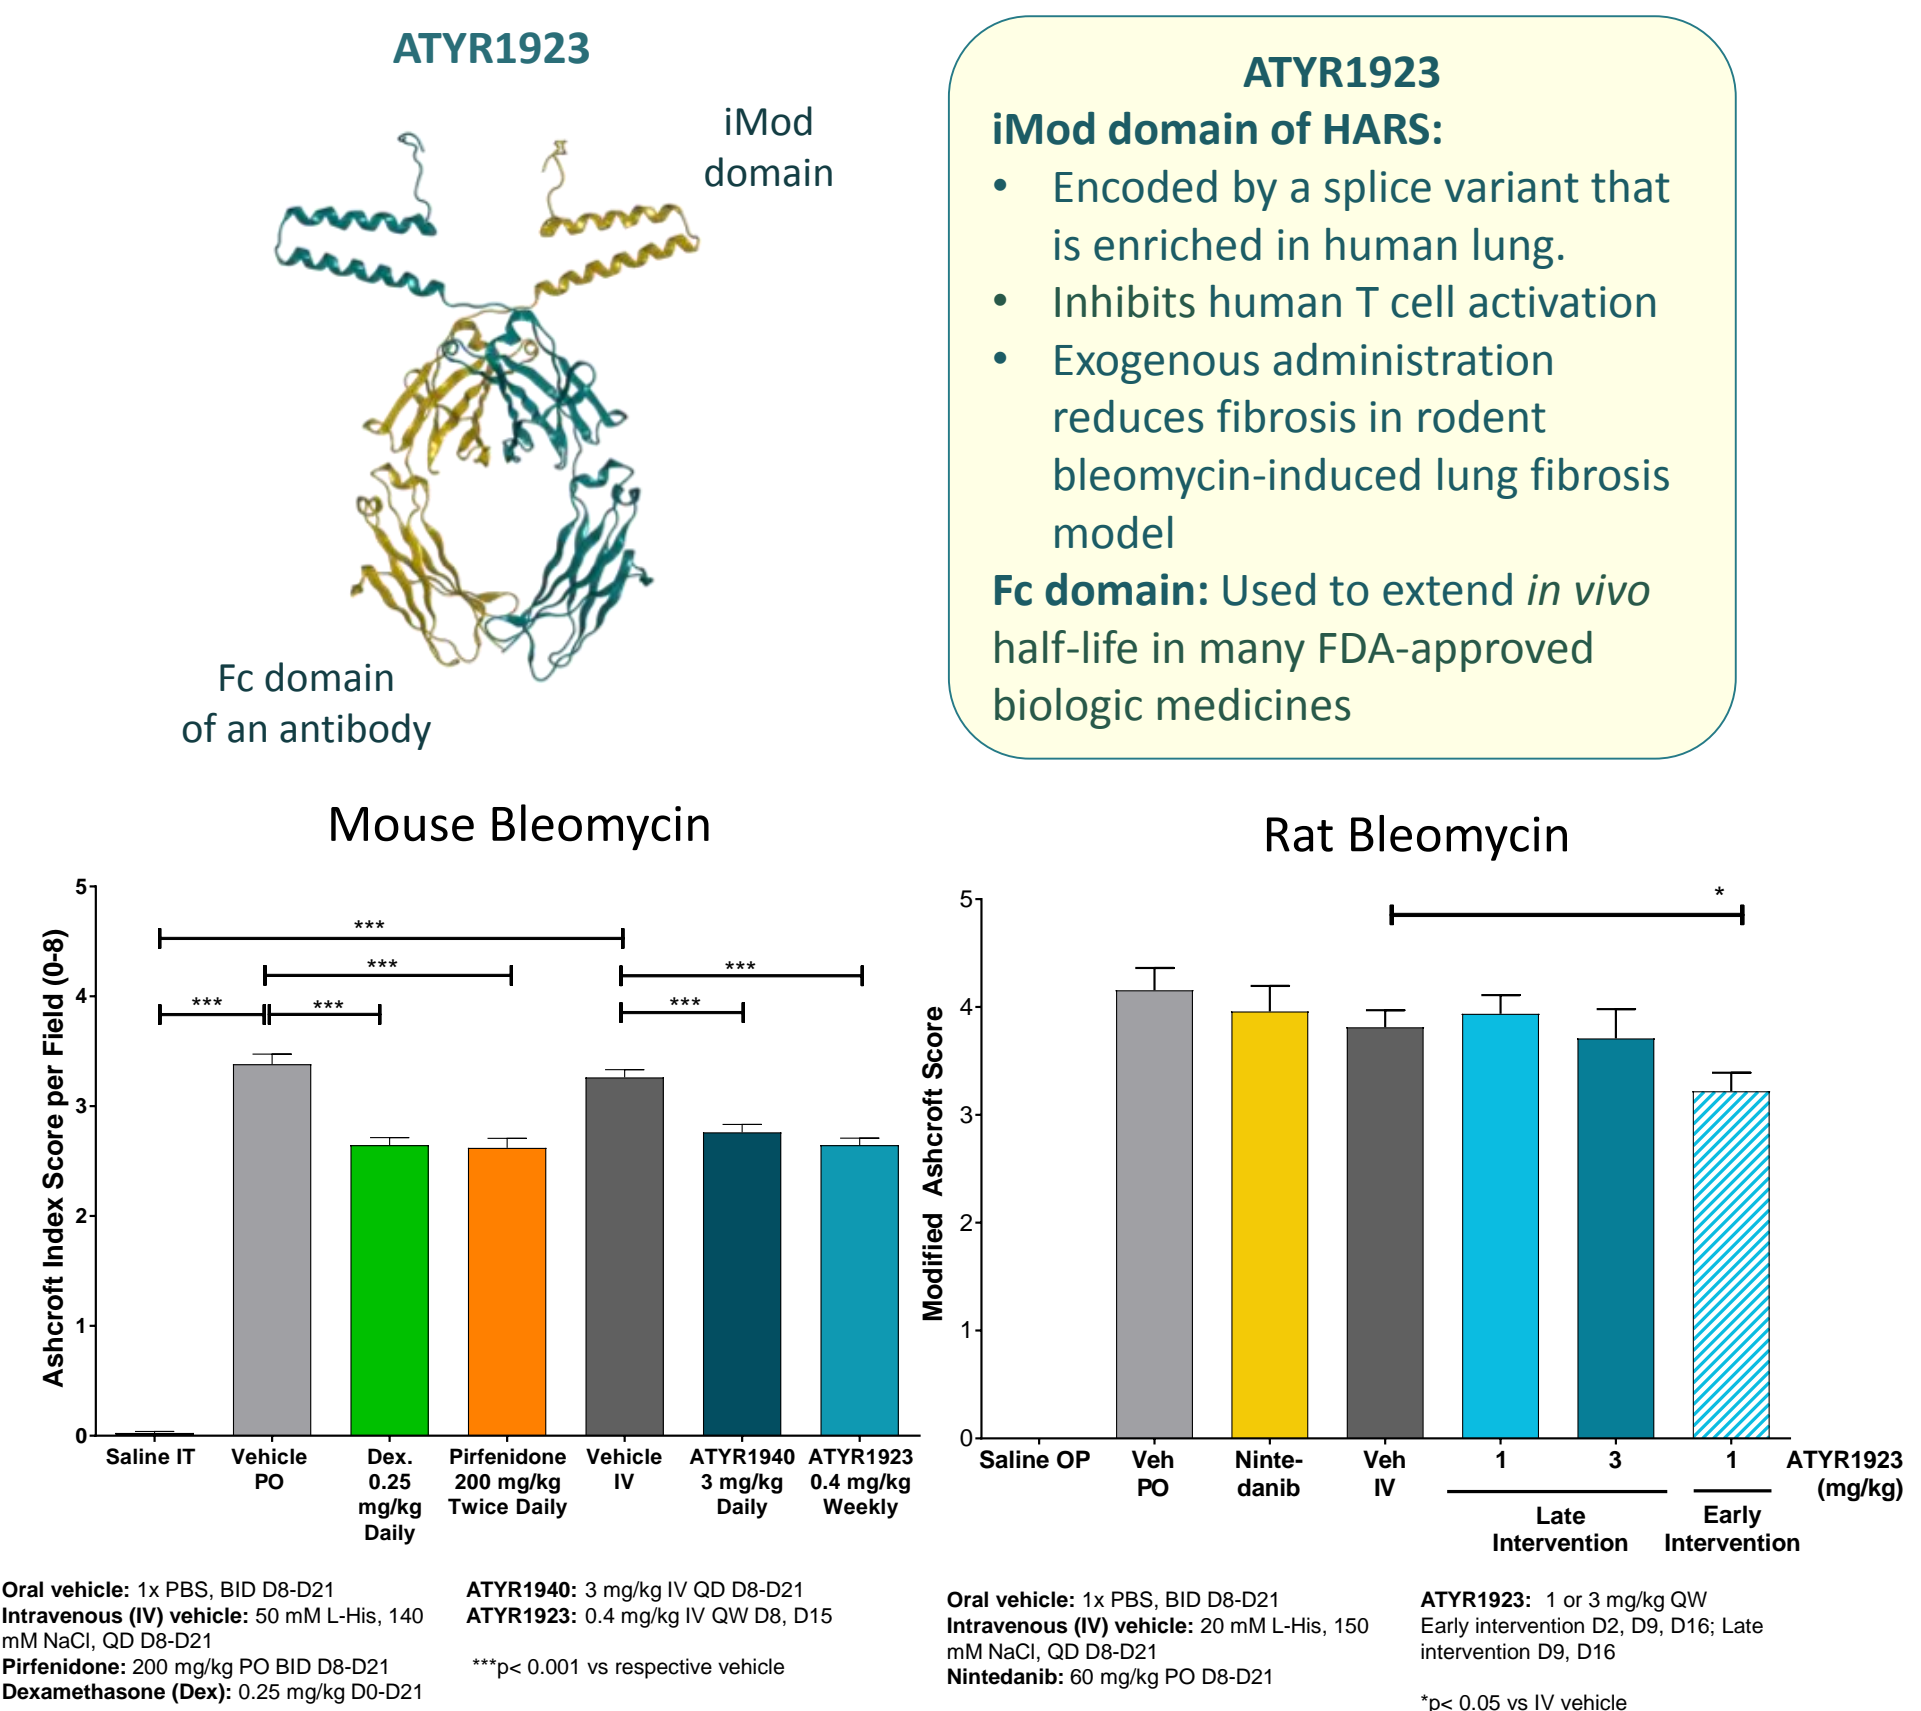 ATYR1923
iMod
domain
Fc domain
of an antibody
ATYR1923
iMod domain of HARS:
• Encoded by a splice variant that
is enriched in human lung.
• Inhibits human T cell activation
• Exogenous administration
reduces fibrosis in rodent
bleomycin-induced lung fibrosis
model
Fc domain: Used to extend in vivo
half-life in many FDA-approved
biologic medicines
Mouse Bleomycin
Ashcroft Index Score per Field (0-8)
5
4
3
2
1
0
***
***
***
***
***
***
Saline IT
Vehicle
PO
Dex.
0.25
mg/kg
Daily
Pirfenidone
200 mg/kg
Twice Daily
Vehicle
IV
ATYR1940
3 mg/kg
Daily
ATYR1923
0.4 mg/kg
Weekly
Oral vehicle: 1x PBS, BID D8-D21
Intravenous (IV) vehicle: 50 mM L-His, 140
mM NaCl, QD D8-D21
Pirfenidone: 200 mg/kg PO BID D8-D21
Dexamethasone (Dex): 0.25 mg/kg D0-D21
ATYR1940: 3 mg/kg IV QD D8-D21
ATYR1923: 0.4 mg/kg IV QW D8, D15
***p< 0.001 vs respective vehicle
Rat Bleomycin
Modified Ashcroft Score
5
4
3
2
1
0
*
Saline OP
Veh
PO
Ninte-
danib
Veh
IV
1
3
1
ATYR1923
(mg/kg)
Late
Intervention
Early
Intervention
Oral vehicle: 1x PBS, BID D8-D21
Intravenous (IV) vehicle: 20 mM L-His, 150
mM NaCl, QD D8-D21
Nintedanib: 60 mg/kg PO D8-D21
ATYR1923: 1 or 3 mg/kg QW
Early intervention D2, D9, D16; Late
intervention D9, D16
*p< 0.05 vs IV vehicle